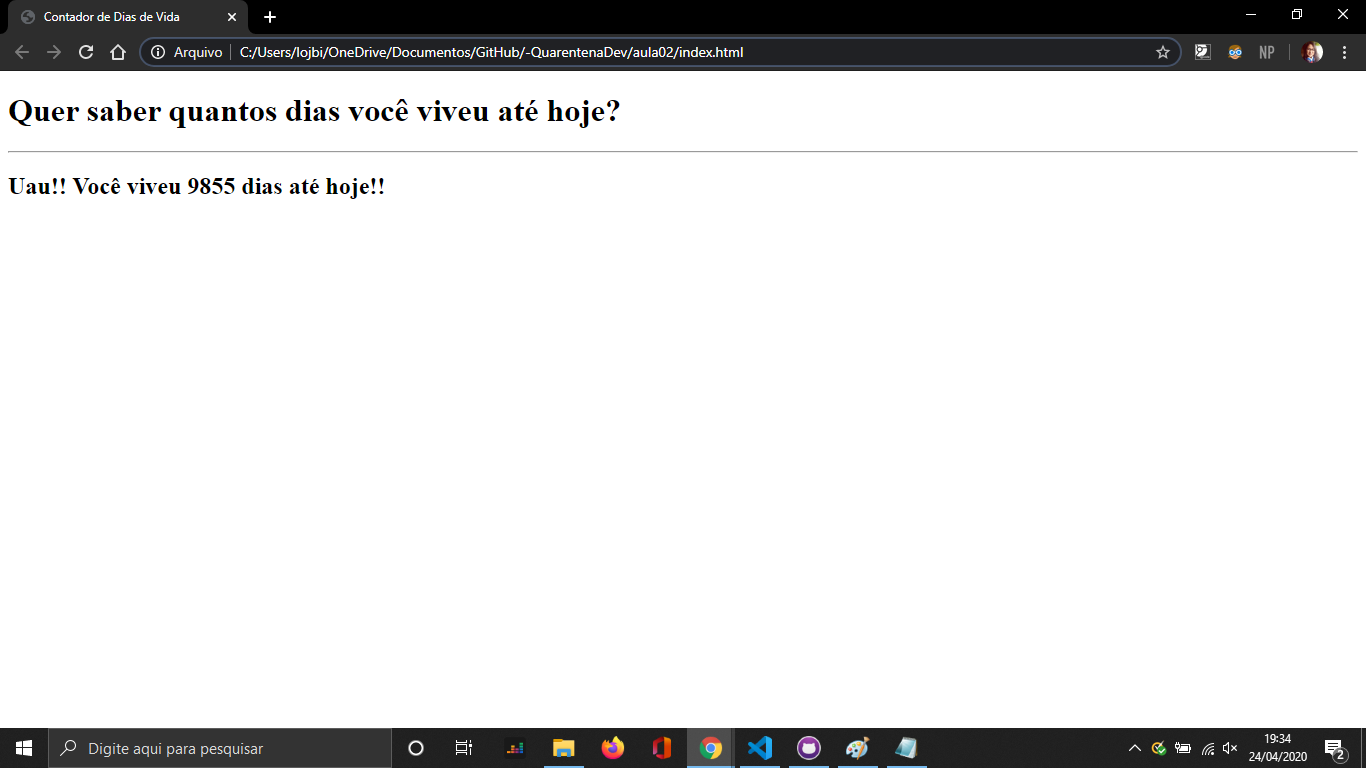 Contador de Dias de Vida
Arquivo
C:/Users/lojbi/OneDrive/Documentos/GitHub/-QuarentenaDev/aula02/index.html
NP
Quer saber quantos dias você viveu até hoje?
Uau!! Você viveu 9855 dias até hoje!!
Digite aqui para pesquisar
19:34
24/04/2020
2